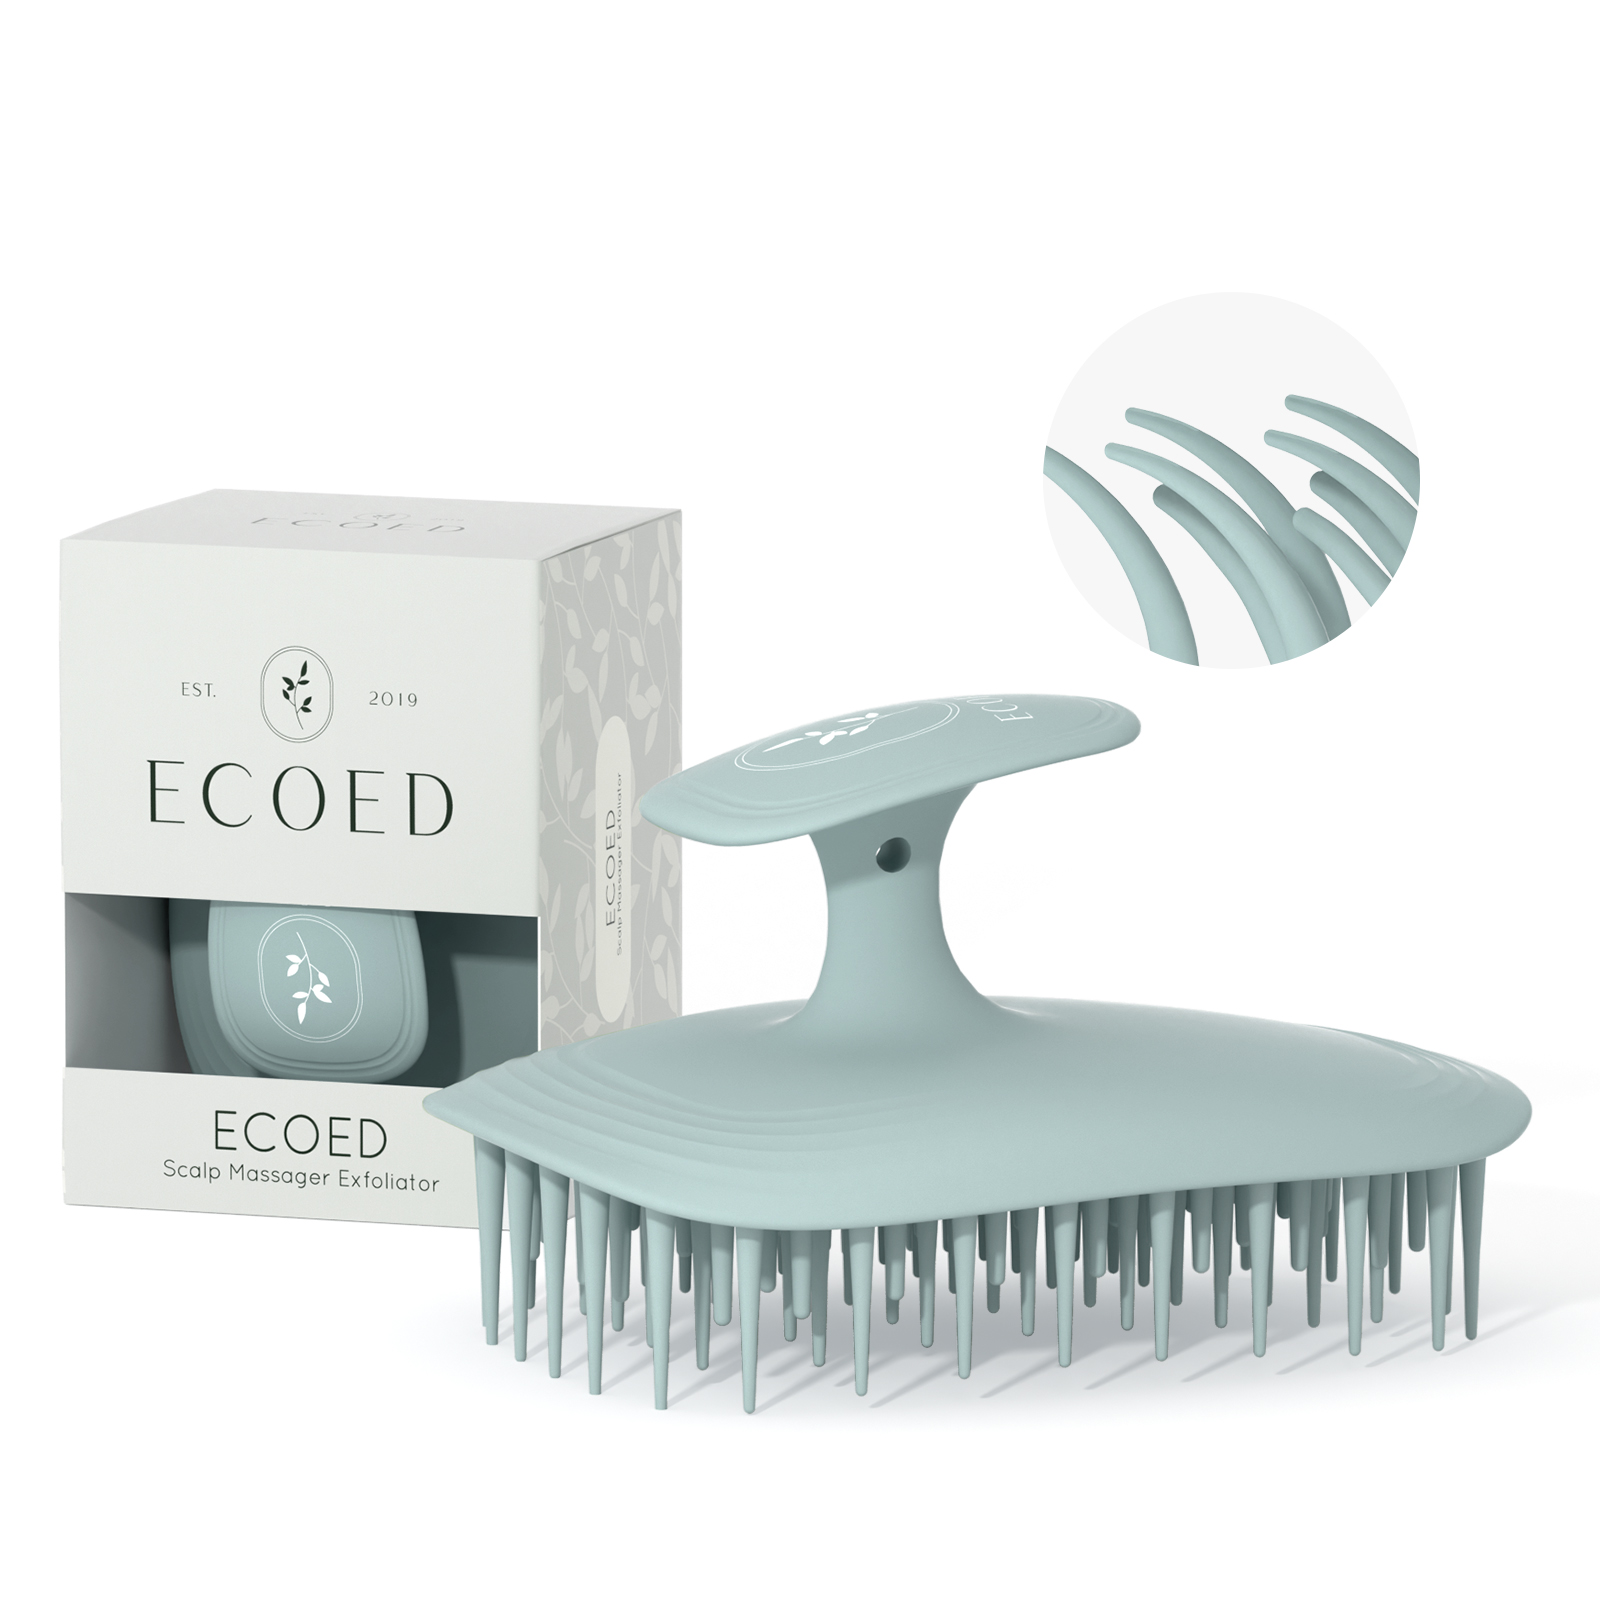 ECOED
EST. 2019
ECOED
ECOED
Scalp Massager Exfoliator
ECOED
Scalp Massager Exfoliator